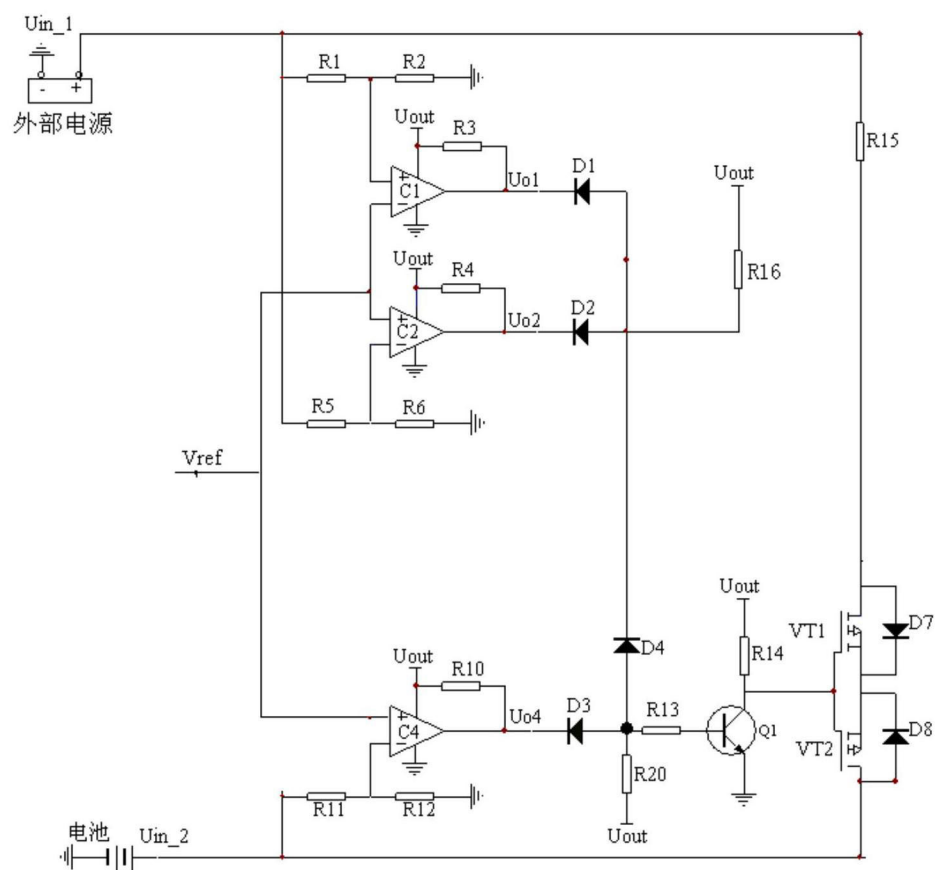 Uin_1
- +
外部电源
R1
R2
Uout
R3
+
C1
-
Uo1
D1
R15
Uout
R16
Uout
R4
+
C2
-
Uo2
D2
R5
R6
Vref
Uout
R10
+
C4
-
Uo4
D3
D4
R13
R20
Uout
Uout
R14
Q1
VT1
D7
VT2
D8
R11
R12
电池
Uin_2